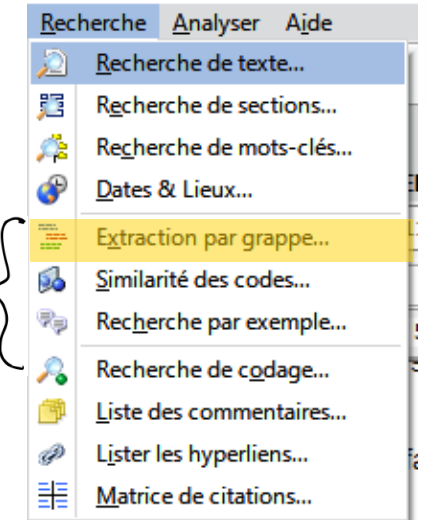 Recherche Analyser Aide
Recherche de texte...
Recherche de sections...
Recherche de mots-clés...
Dates & Lieux...
Extraction par grappe...
Similarité des codes...
Recherche par exemple...
Recherche de codage...
Liste des commentaires...
Lister les hyperliens...
Matrice de citations...